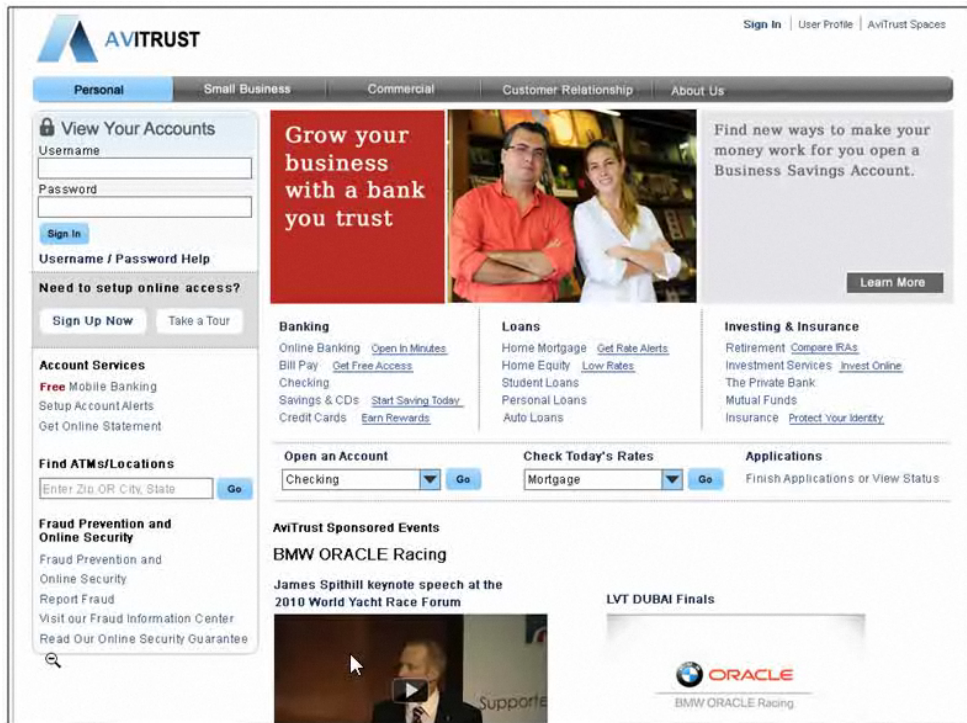 AVITRUST
Sign In | User Profile | AviTrust Spaces
Personal Small Business Commercial Customer Relationship About Us
View Your Accounts
Username
Password
Sign In
Username / Password Help
Need to setup online access?
Sign Up Now Take a Tour
Account Services
Free Mobile Banking
Setup Account Alerts
Get Online Statement
Find ATMs/Locations
Enter Zip OR City, State Go
Fraud Prevention and
Online Security
Fraud Prevention and
Online Security
Report Fraud
Visit our Fraud Information Center
Read Our Online Security Guarantee
Grow your
business
with a bank
you trust
Find new ways to make your
money work for you open a
Business Savings Account.
Learn More
Banking
Online Banking Open In Minutes
Bill Pay Get Free Access
Checking
Savings & CDs Start Saving Today
Credit Cards Earn Rewards
Loans
Home Mortgage Get Rate Alerts
Home Equity Low Rates
Student Loans
Personal Loans
Auto Loans
Investing & Insurance
Retirement Compare IRAs
Investment Services Invest Online
The Private Bank
Mutual Funds
Insurance Protect Your Identity
Open an Account
Checking Go
Check Today's Rates
Mortgage Go
Applications
Finish Applications or View Status
AviTrust Sponsored Events
BMW ORACLE Racing
James Spithill keynote speech at the
2010 World Yacht Race Forum
Supporte
LVT DUBAI Finals
ORACLE
BMW ORACLE Racing